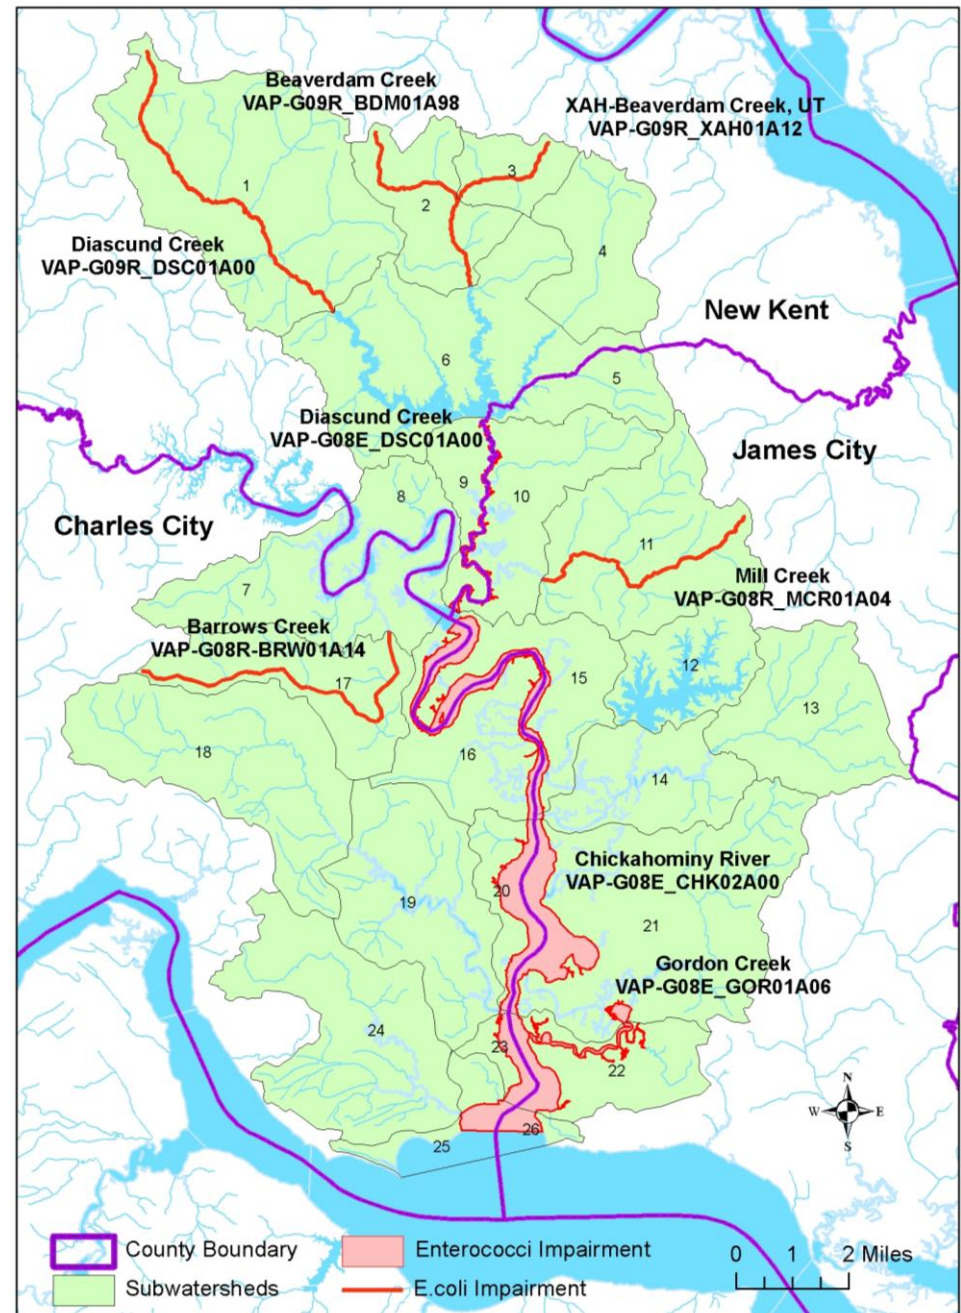 Beaverdam Creek
VAP-G09R_BDM01A98
XAH-Beaverdam Creek, UT
VAP-G09R_XAH01A12
3
1
2
Diascund Creek
VAP-G09R_DSC01A00
4
New Kent
6
5
Diascund Creek
VAP-G08E_DSC01A00
James City
8
9
10
Charles City
11
7
Mill Creek
VAP-G08R_MCR01A04
Barrows Creek
VAP-G08R-BRW01A14
12
15
17
13
18
16
14
Chickahominy River
VAP-G08E_CHK02A00
20
19
21
Gordon Creek
VAP-G08E_GOR01A06
24
23
22
N
W
E
S
26
25
County Boundary
Enterococci Impairment
0 1 2 Miles
Subwatersheds
E.coli Impairment